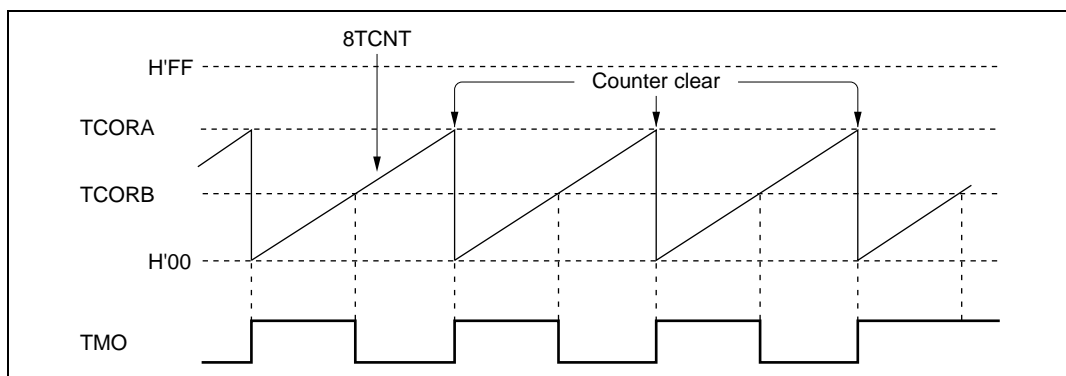 8TCNT
H'FF
Counter clear
TCORA
TCORB
H'00
TMO